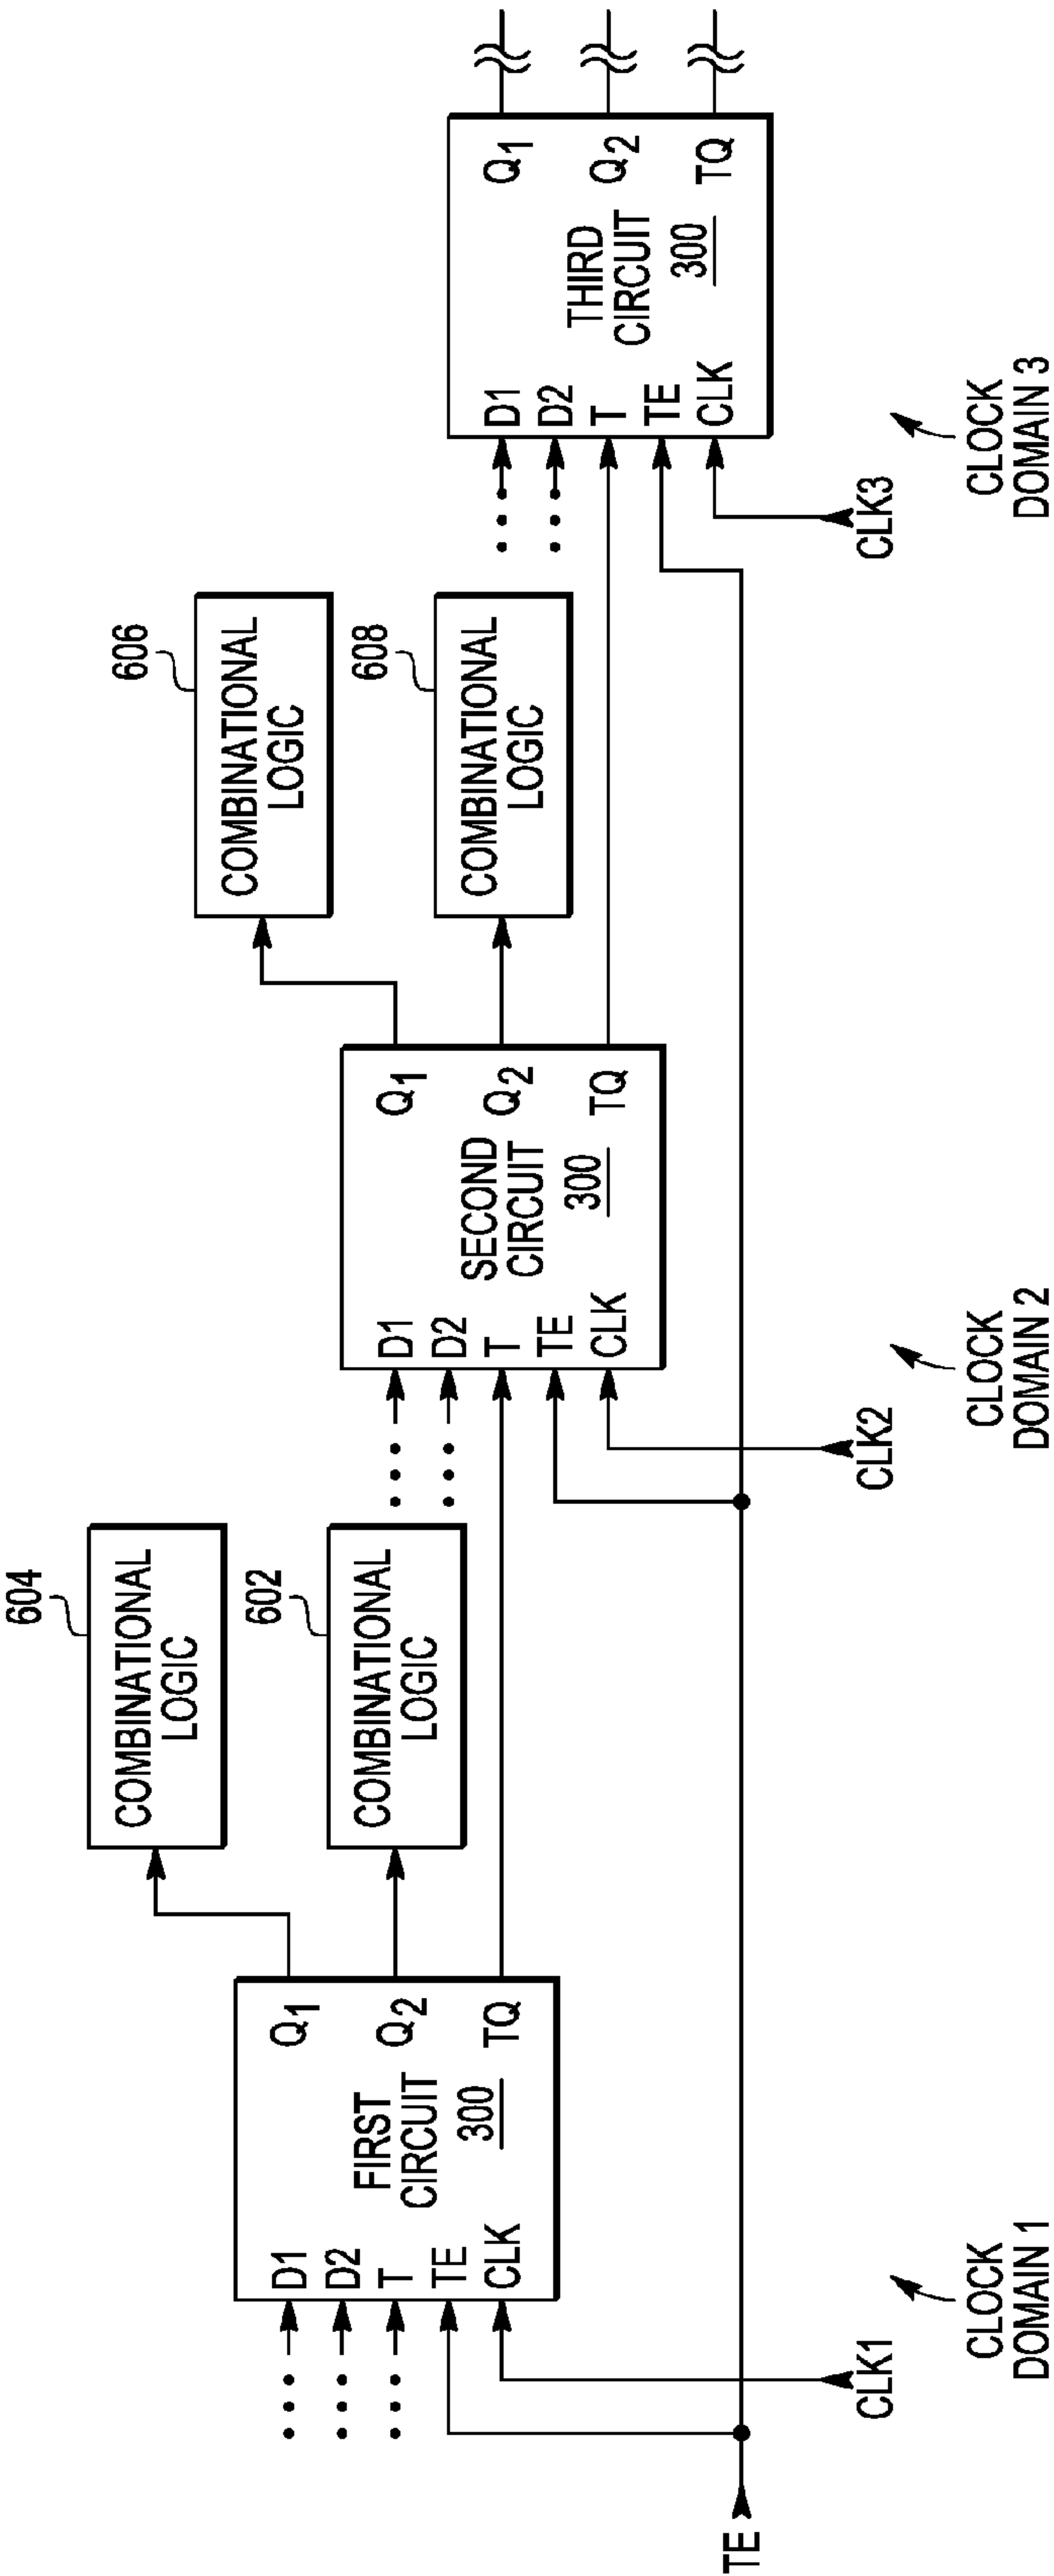 604
COMBINATIONAL
LOGIC
602
COMBINATIONAL
LOGIC
606
COMBINATIONAL
LOGIC
608
COMBINATIONAL
LOGIC
D1
D2
T
TE
CLK
FIRST
CIRCUIT
300
Q1
Q2
TQ
D1
D2
T
TE
CLK
SECOND
CIRCUIT
300
Q1
Q2
TQ
D1
D2
T
TE
CLK
THIRD
CIRCUIT
300
Q1
Q2
TQ
TE
CLK1
CLK2
CLK3
CLOCK
DOMAIN 1
CLOCK
DOMAIN 2
CLOCK
DOMAIN 3